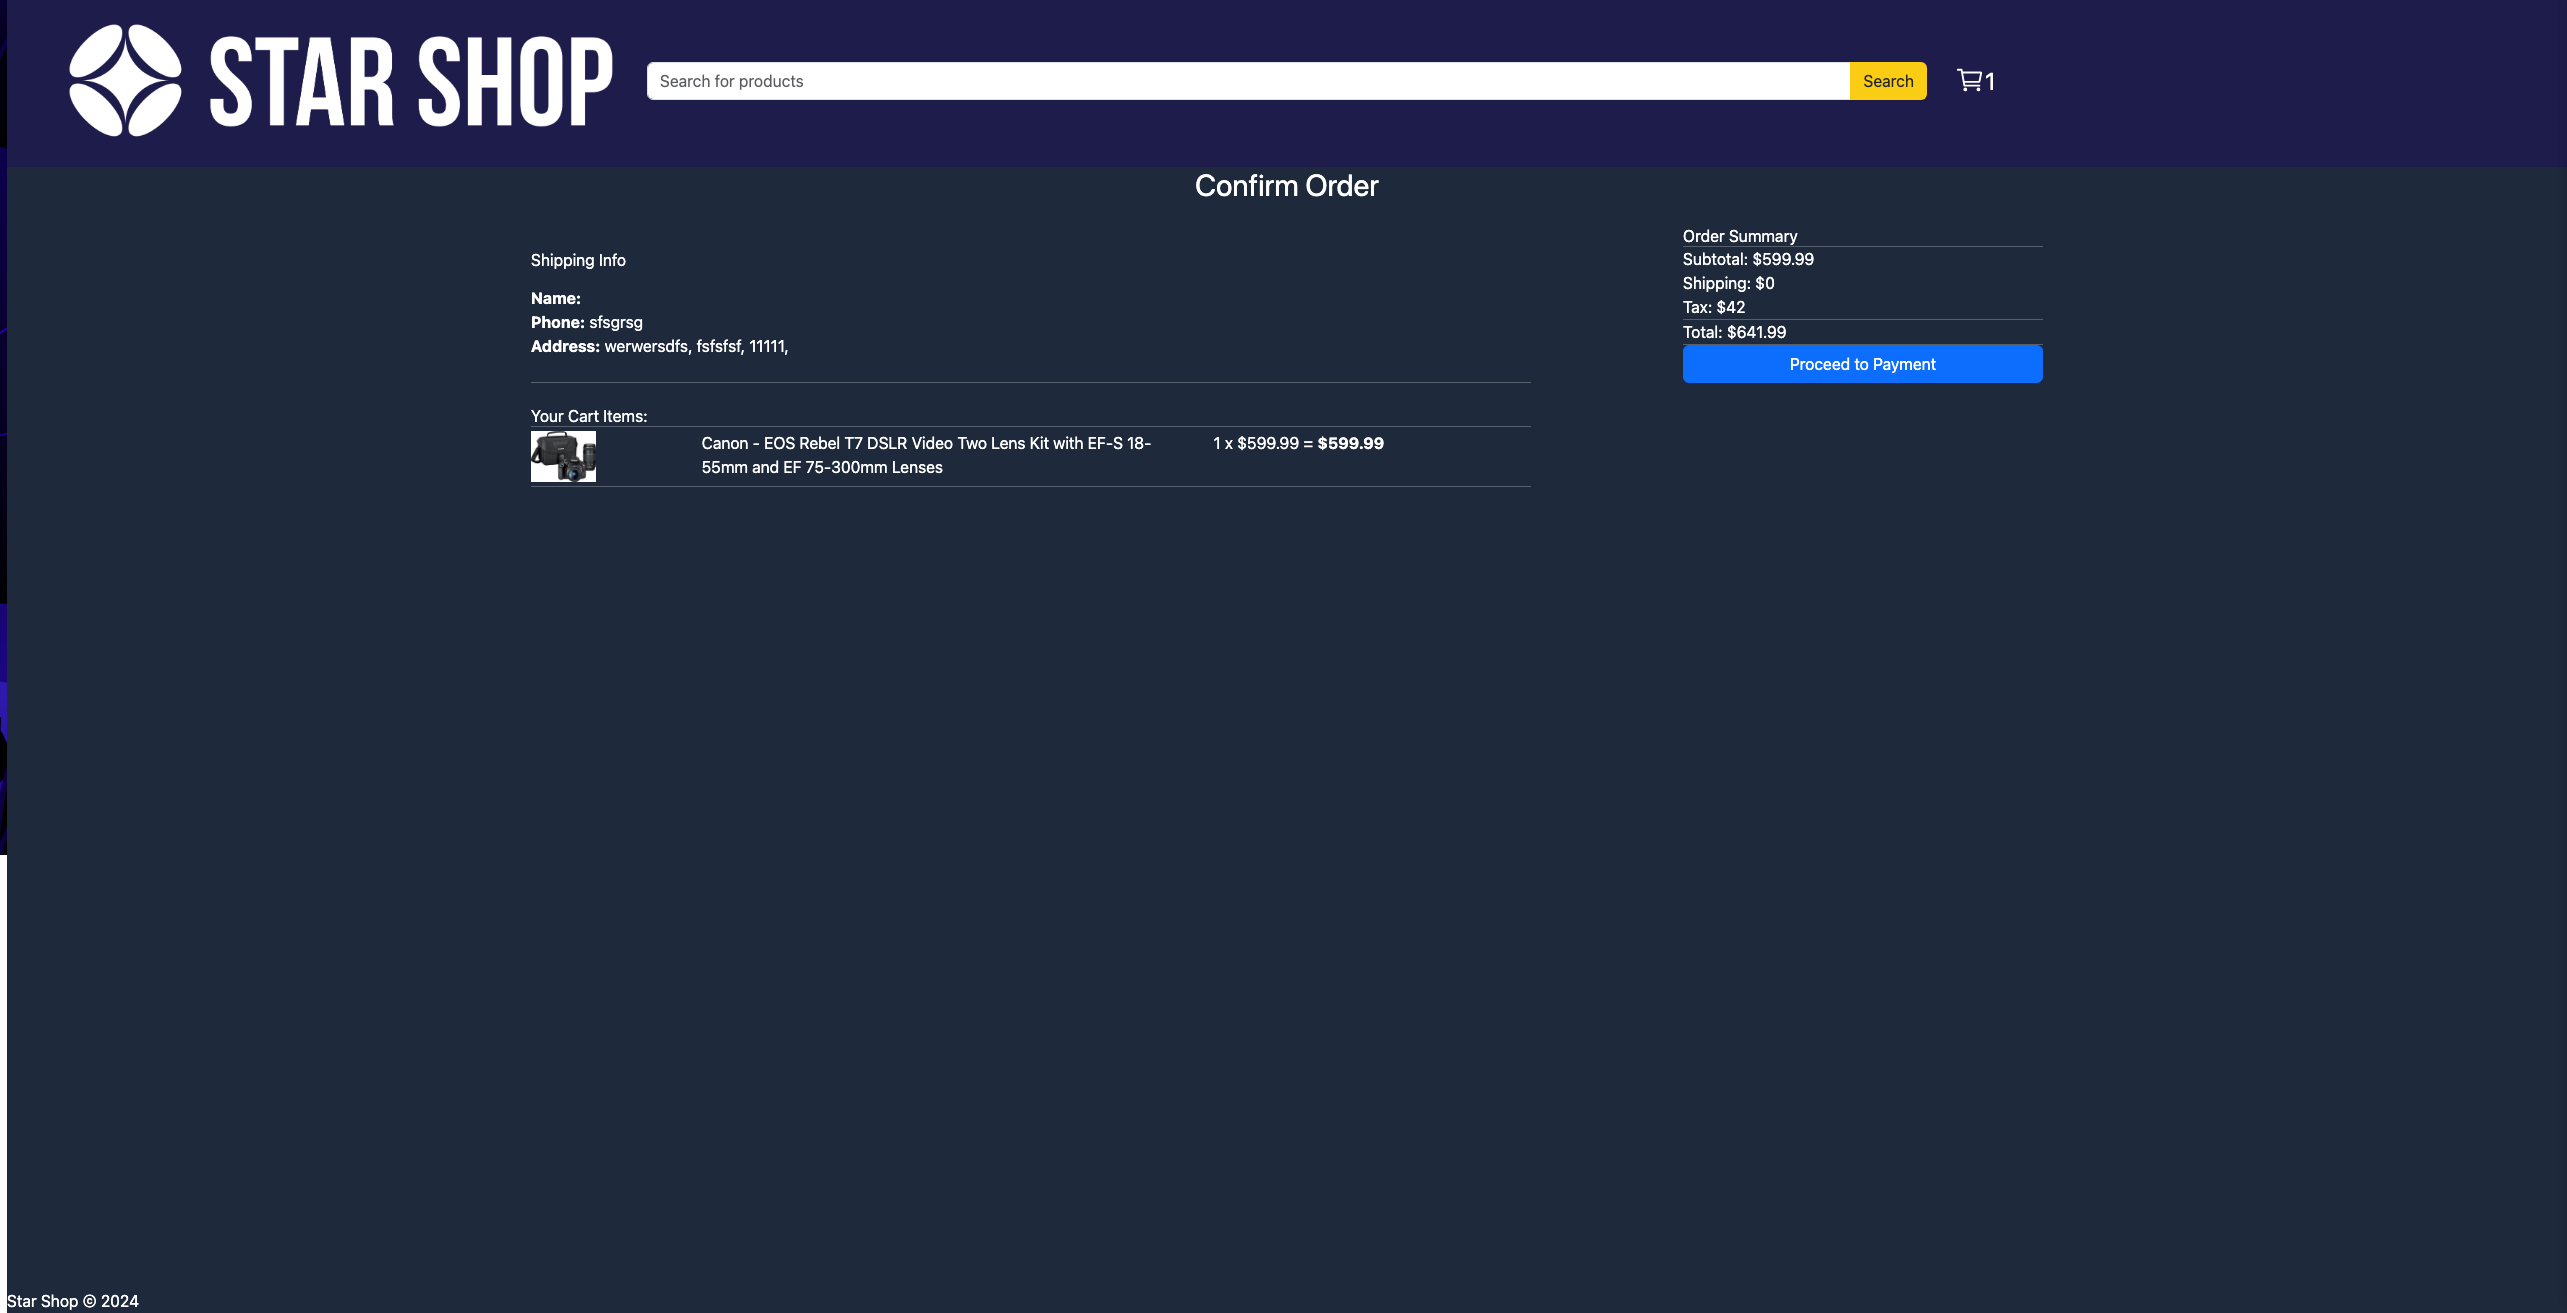 STAR SHOP
Search for products
Search
1
Confirm Order
Shipping Info
Name:
Phone: sfsgrsg
Address: werwersdfs, fsfsfsf, 11111,
Your Cart Items:
Canon - EOS Rebel T7 DSLR Video Two Lens Kit with EF-S 18-
55mm and EF 75-300mm Lenses
1 x $599.99 = $599.99
Order Summary
Subtotal: $599.99
Shipping: $0
Tax: $42
Total: $641.99
Proceed to Payment
Star Shop © 2024